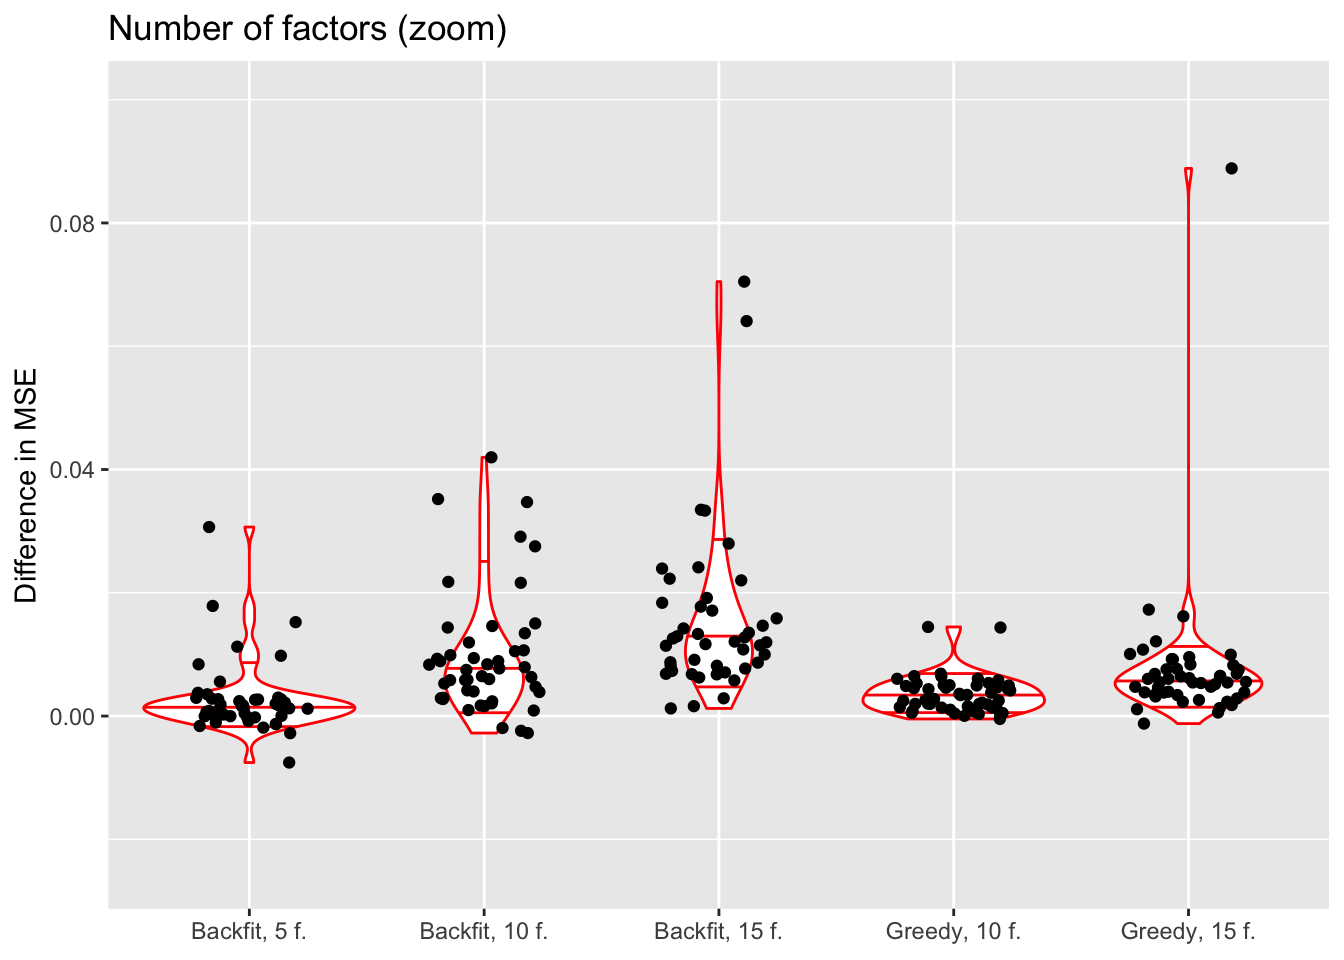 Number of factors (zoom)
Difference in MSE
0.08
0.04
0.00
Backfit, 5 f.
Backfit, 10 f.
Backfit, 15 f.
Greedy, 10 f.
Greedy, 15 f.